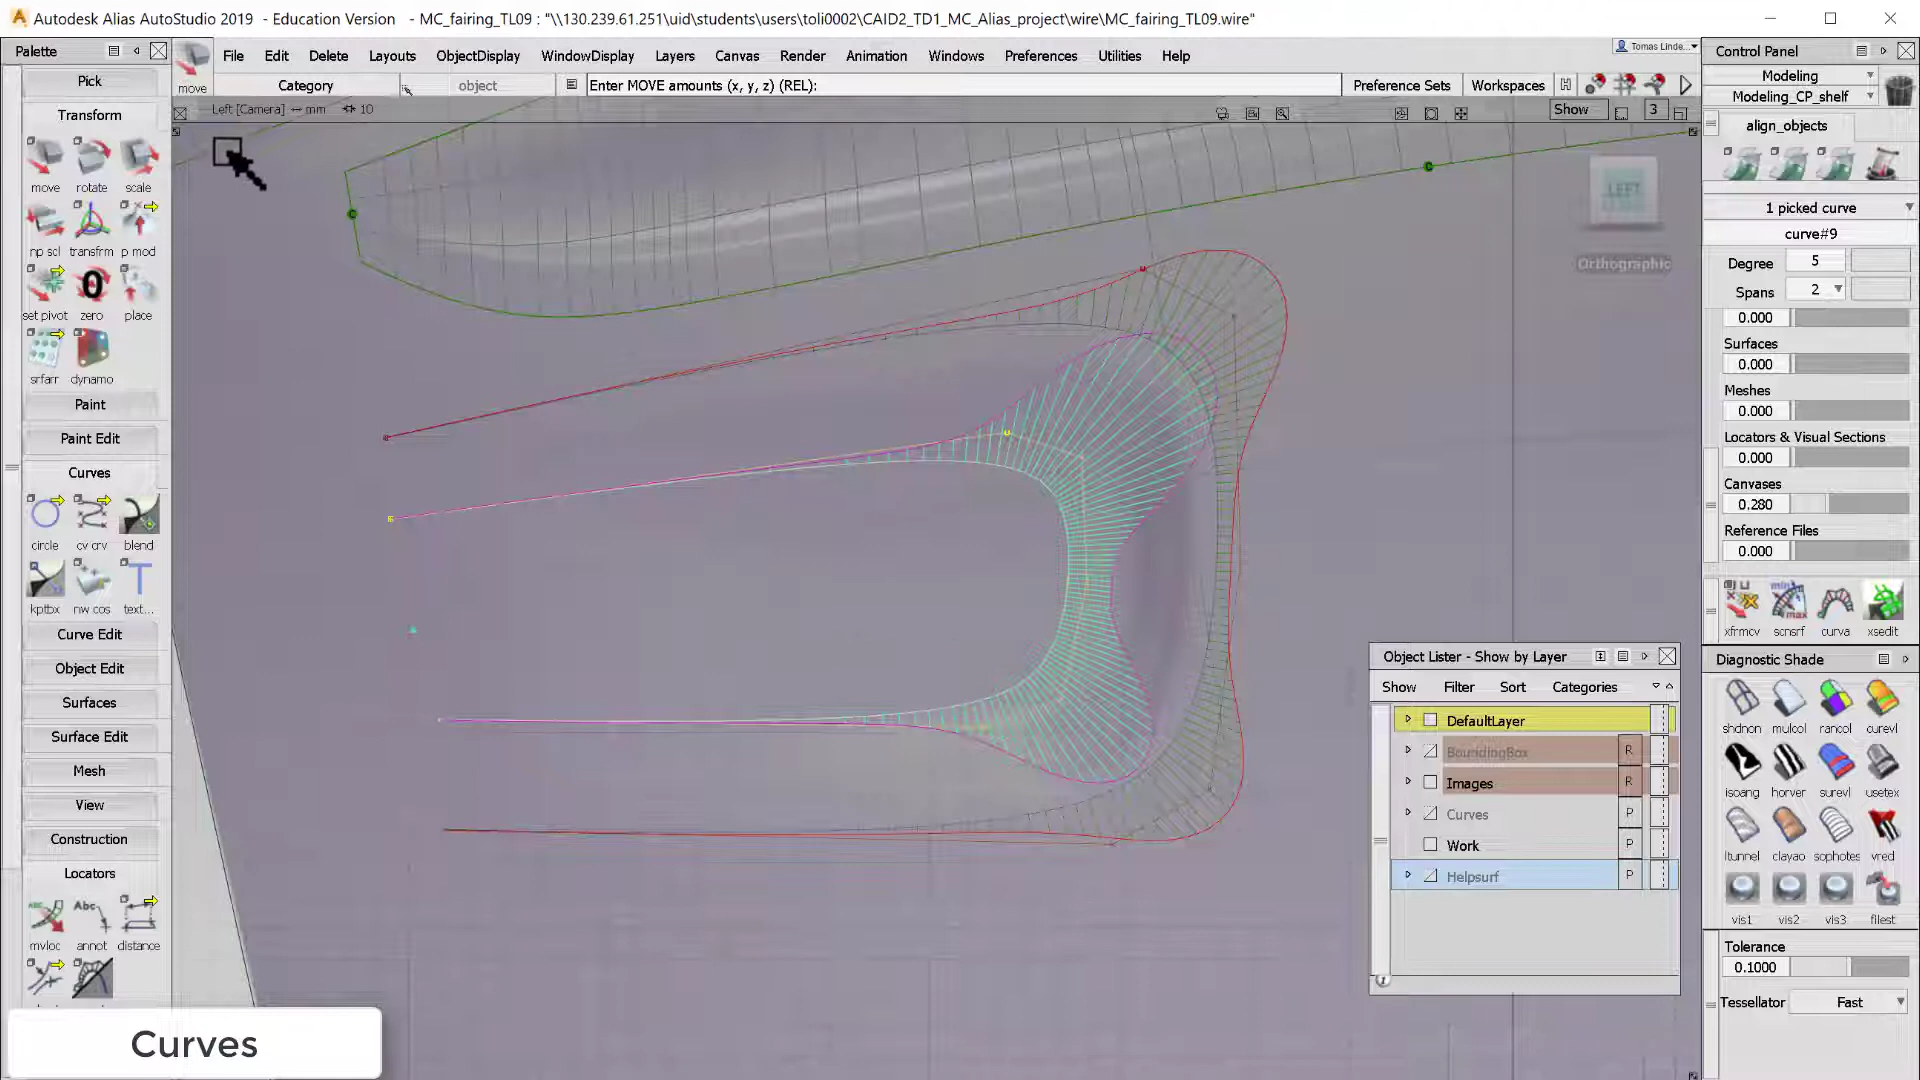 Autodesk Alias AutoStudio 2019 - Education Version - MC_fairing_TL09 : "\\130.239.61.251\uid\students\users\toli0002\CAID2_TD1_MC_Alias_project\wire\MC_fairing_TL09.wire"
Palette
Control Panel
File Edit Delete Layouts ObjectDisplay WindowDisplay Layers Canvas Render Animation Windows Preferences Utilities Help
Tomas Linde...
move
Category
object
Enter MOVE amounts (x, y, z) (REL):
Preference Sets
Workspaces
Left [Camera] -- mm 10
Show
3
LEFT
Orthographic
Pick
Transform
move rotate scale
np scl transfrm p mod
set pivot zero place
srfarr dynamo
Paint
Paint Edit
Curves
circle cv crv blend
kptbx nw cos text...
Curve Edit
Object Edit
Surfaces
Surface Edit
Mesh
View
Construction
Locators
mvloc annot distance
Curves
Modeling
Modeling_CP_shelf
align_objects
1 picked curve
curve#9
Degree 5
Spans 2
0.000
Surfaces
0.000
Meshes
0.000
Locators & Visual Sections
0.000
Canvases
0.280
Reference Files
0.000
xfrmcv scnsrf curva xsedit
Object Lister - Show by Layer
Show Filter Sort Categories
DefaultLayer
BoundingBox R
Images R
Curves P
Work P
Helpsurf P
Diagnostic Shade
shdnon mulcol rancol curevl
isoang horver surevl usetex
ltunnel clayao sophotes vred
vis1 vis2 vis3 filest
Tolerance
0.1000
Tessellator Fast